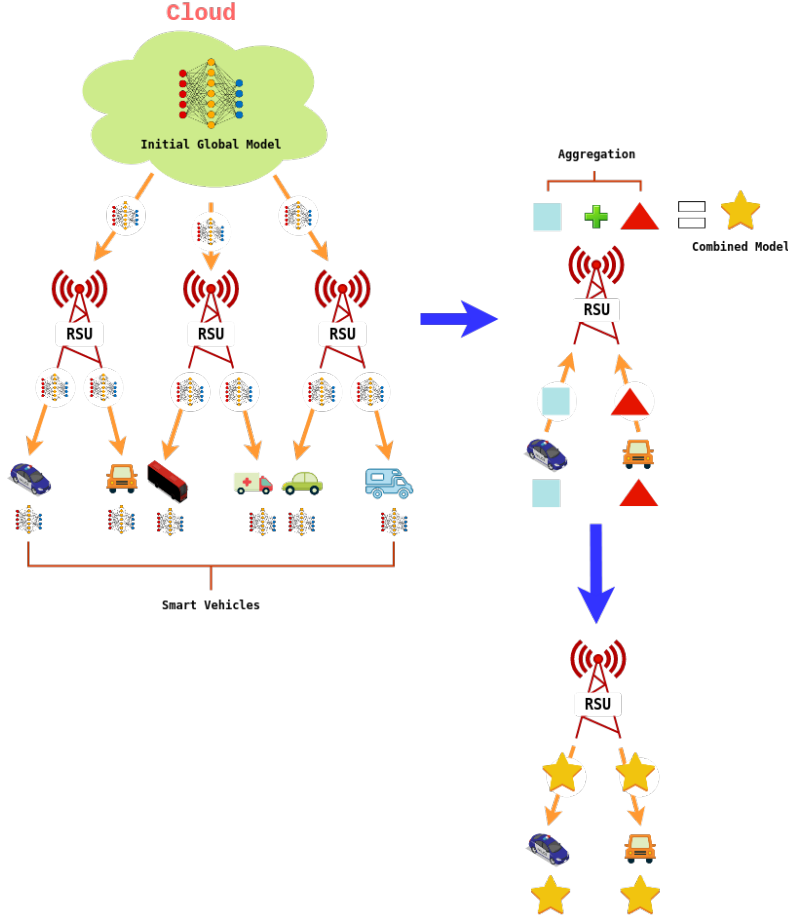 Cloud
Initial Global Model
RSU
RSU
RSU
Smart Vehicles
Aggregation
Combined Model
RSU
RSU